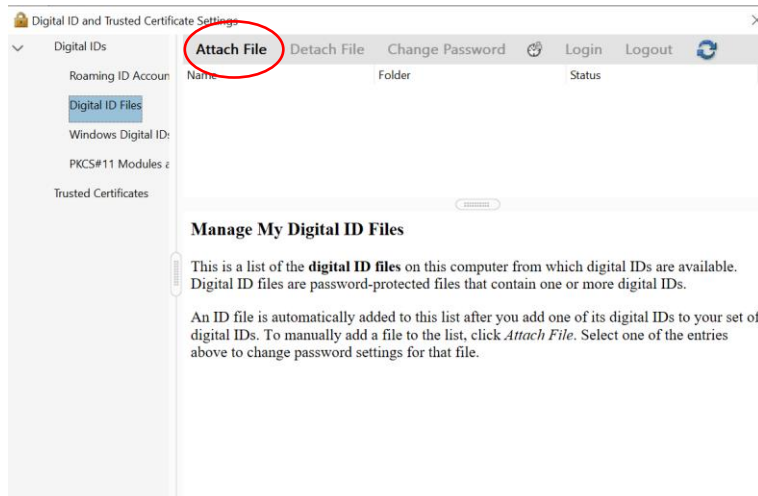 Digital ID and Trusted Certificate Settings
Digital IDs
Roaming ID Accoun
Digital ID Files
Windows Digital IDs
PKCS#11 Modules a
Trusted Certificates
Attach File Detach File Change Password Login Logout
Name Folder Status
Manage My Digital ID Files
This is a list of the digital ID files on this computer from which digital IDs are available.
Digital ID files are password-protected files that contain one or more digital IDs.
An ID file is automatically added to this list after you add one of its digital IDs to your set of
digital IDs. To manually add a file to the list, click Attach File. Select one of the entries
above to change password settings for that file.